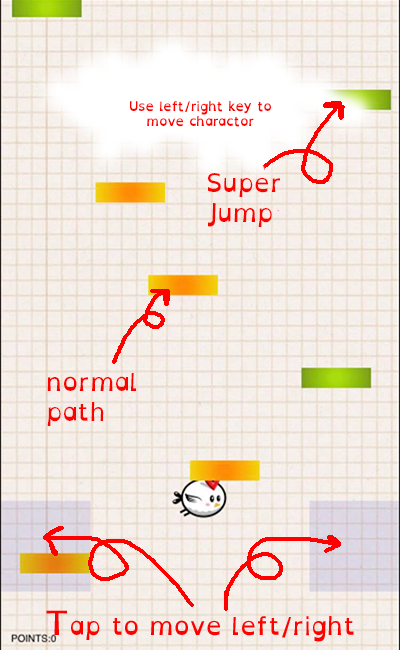 Use left/right key to
move charactor
Super
Jump
normal
path
Tap to move left/right
POINTS:0